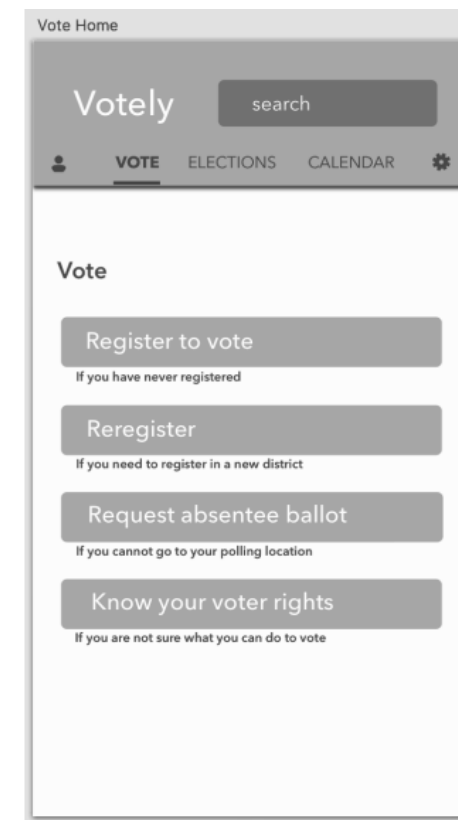 Vote Home
Votely
search
VOTE ELECTIONS CALENDAR
Vote
Register to vote
If you have never registered
Reregister
If you need to register in a new district
Request absentee ballot
If you cannot go to your polling location
Know your voter rights
If you are not sure what you can do to vote